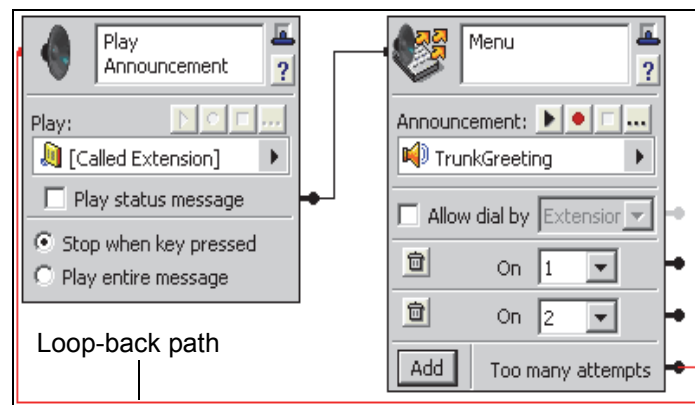 Play
Announcement
?
Play:
...
[Called Extension]
Play status message
Stop when key pressed
Play entire message
Loop-back path
Menu
?
Announcement:
...
TrunkGreeting
Allow dial by Extension
On 1
On 2
Add Too many attempts